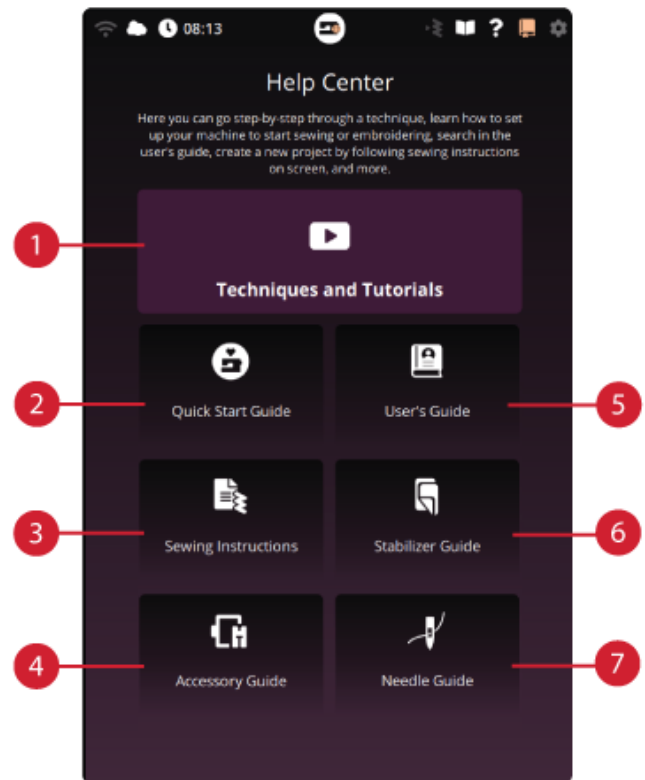 08:13
?
Help Center
Here you can go step-by-step through a technique, learn how to set
up your machine to start sewing or embroidering, search in the
user's guide, create a new project by following sewing instructions
on screen, and more.
1
Techniques and Tutorials
2
Quick Start Guide
User's Guide
5
3
Sewing Instructions
Stabilizer Guide
6
4
Accessory Guide
Needle Guide
7